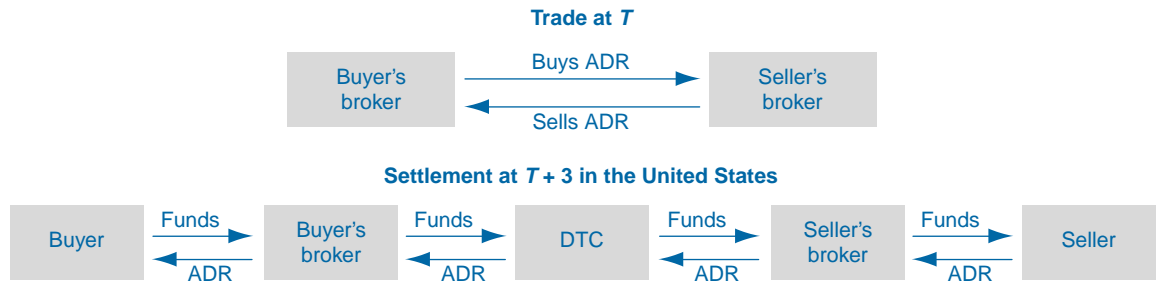 Trade at T
Buyer's
broker
Buys ADR
Sells ADR
Seller's
broker
Settlement at T + 3 in the United States
Buyer
Funds
ADR
Buyer's
broker
Funds
ADR
DTC
Funds
ADR
Seller's
broker
Funds
ADR
Seller